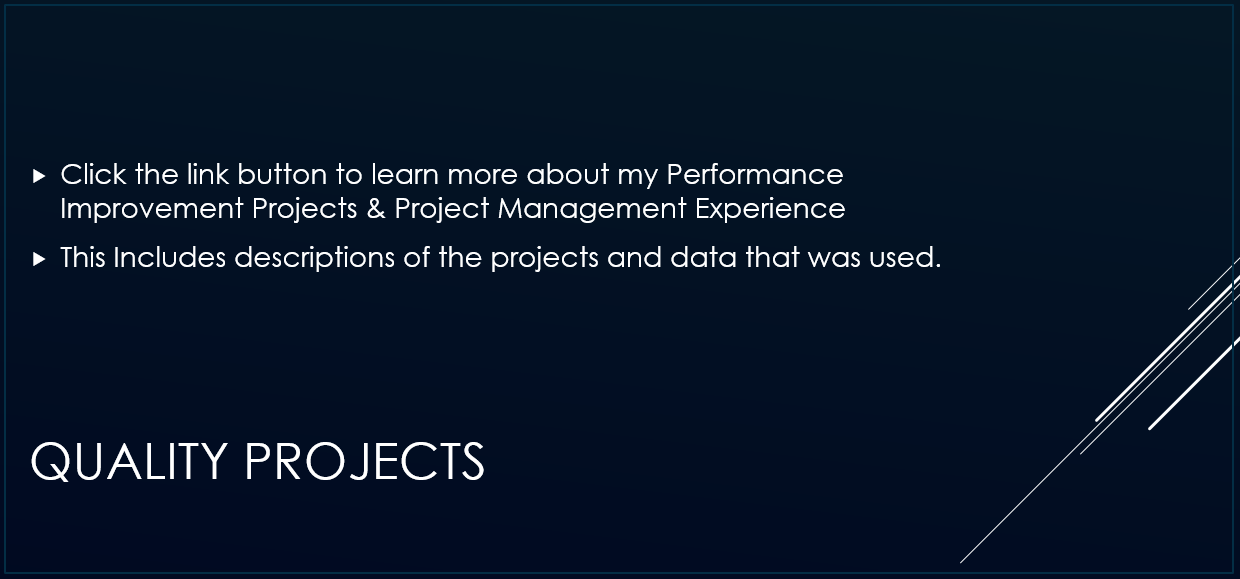 Click the link button to learn more about my Performance
Improvement Projects & Project Management Experience
This Includes descriptions of the projects and data that was used.
QUALITY PROJECTS